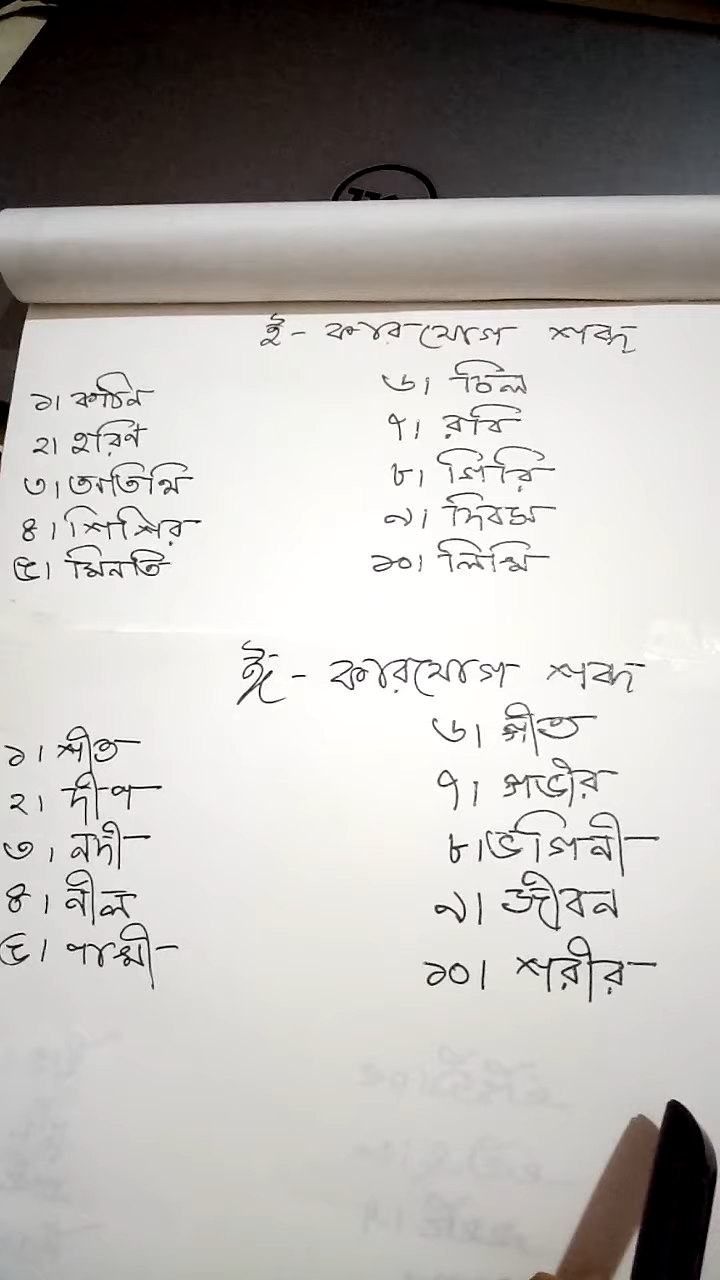 ই - কারযোগ শব্দ
১। কঠিন
২। হরিণ
৩। অতিথি
৪। শিশির
৫। মিনতি
৬। চিল
৭। রবি
৮। গিরি
৯। দিবস
১০। লিখি
ঈ - কারযোগ শব্দ
১। শীত
২। দীপ
৩। নদী
৪। নীল
৫। পাখী
৬। গীত
৭। গভীর
৮। ভগিনী
৯। জীবন
১০। শরীর